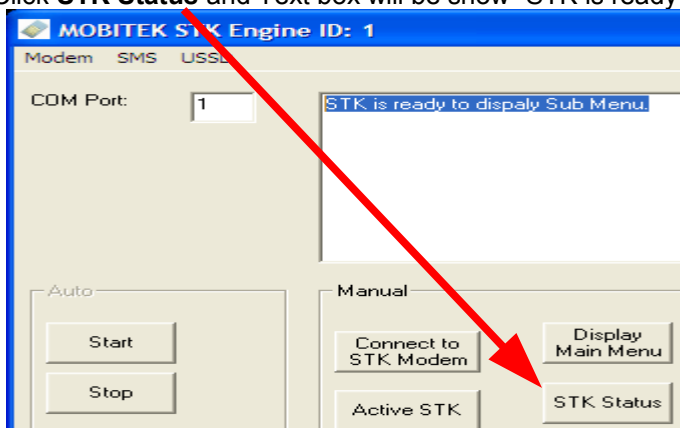 Click STK Status and Text box will be show "STK is ready
MOBITEK STK Engine ID: 1
Modem SMS USSD
COM Port: 1
STK is ready to dispaly Sub Menu.
Auto
Manual
Start
Connect to
STK Modem
Display
Main Menu
Stop
Active STK
STK Status